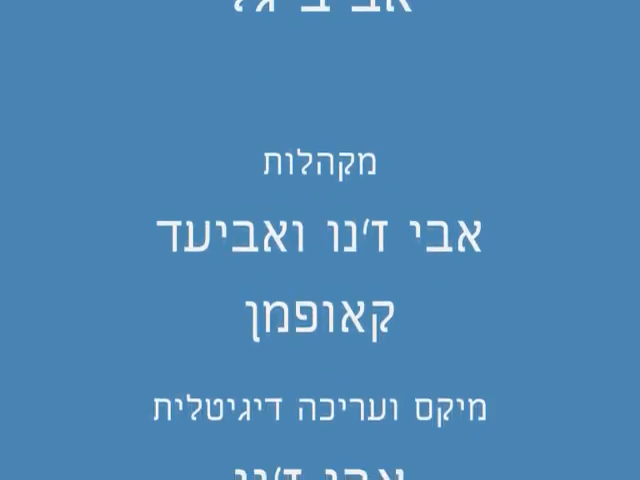 מקהלות
אבי ז'נו ואביעד
קאופמן
מיקס ועריכה דיגיטלית